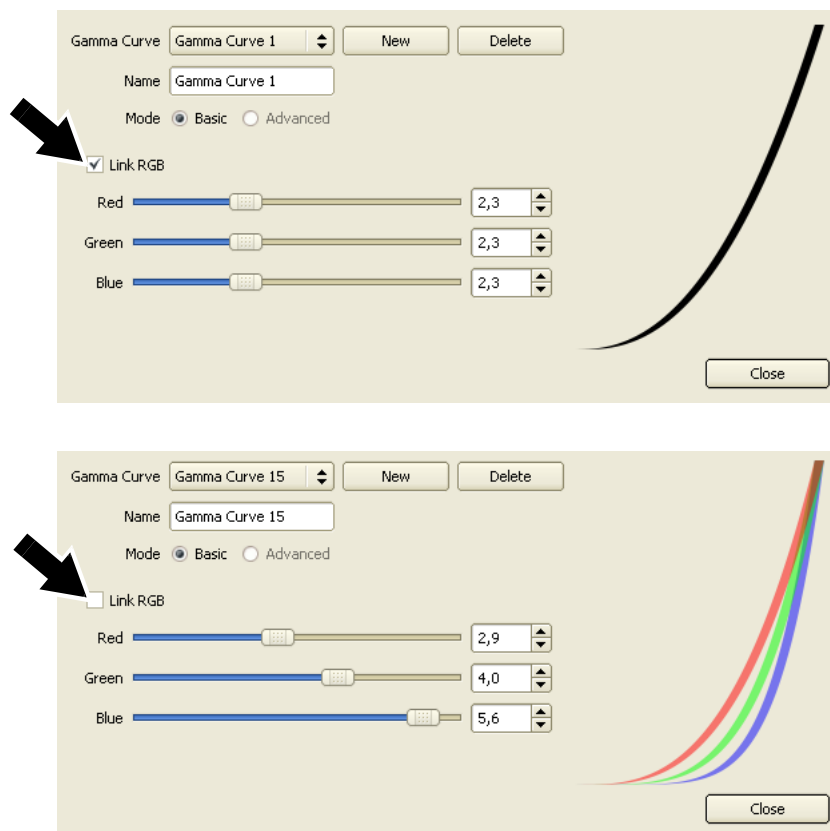 Gamma Curve Gamma Curve 1 New Delete
Name Gamma Curve 1
Mode Basic Advanced
Link RGB
Red 2,3
Green 2,3
Blue 2,3
Close
Gamma Curve Gamma Curve 15 New Delete
Name Gamma Curve 15
Mode Basic Advanced
Link RGB
Red 2,9
Green 4,0
Blue 5,6
Close